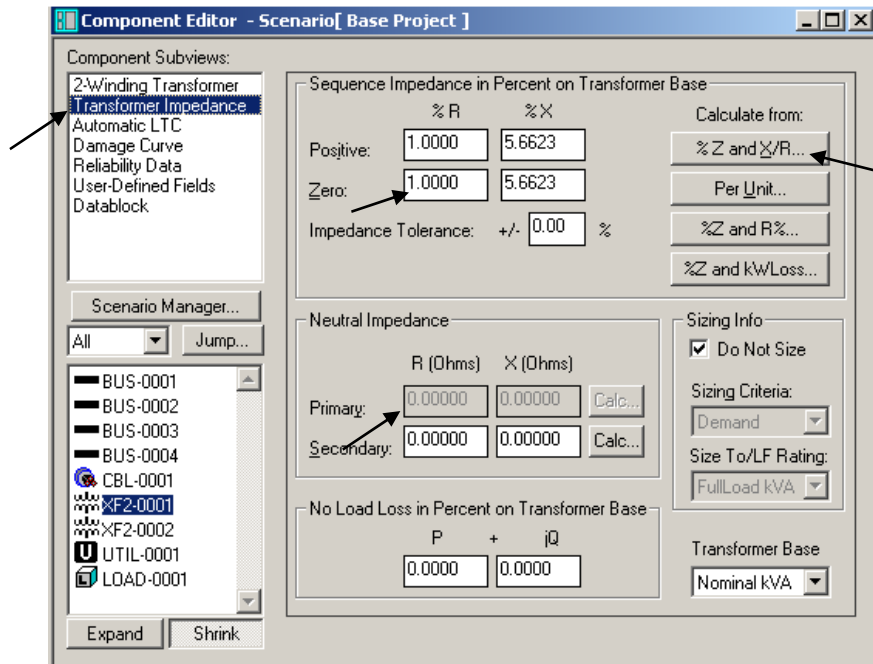 Component Editor - Scenario[ Base Project ]
Component Subviews:
2-Winding Transformer
Transformer Impedance
Automatic LTC
Damage Curve
Reliability Data
User-Defined Fields
Datablock
Scenario Manager...
All
Jump...
BUS-0001
BUS-0002
BUS-0003
BUS-0004
CBL-0001
XF2-0001
XF2-0002
U UTIL-0001
LOAD-0001
Expand
Shrink
Sequence Impedance in Percent on Transformer Base
%R %X
Positive: 1.0000 5.6623
Zero: 1.0000 5.6623
Impedance Tolerance: +/- 0.00 %
Calculate from:
%Z and X/R...
Per Unit...
%Z and R%...
%Z and kWLoss...
Neutral Impedance
R (Ohms) X (Ohms)
Primary: 0.00000 0.00000 Calc...
Secondary: 0.00000 0.00000 Calc...
Sizing Info
Do Not Size
Sizing Criteria:
Demand
Size To/LF Rating:
FullLoad kVA
No Load Loss in Percent on Transformer Base
P + jQ
0.0000 0.0000
Transformer Base
Nominal kVA